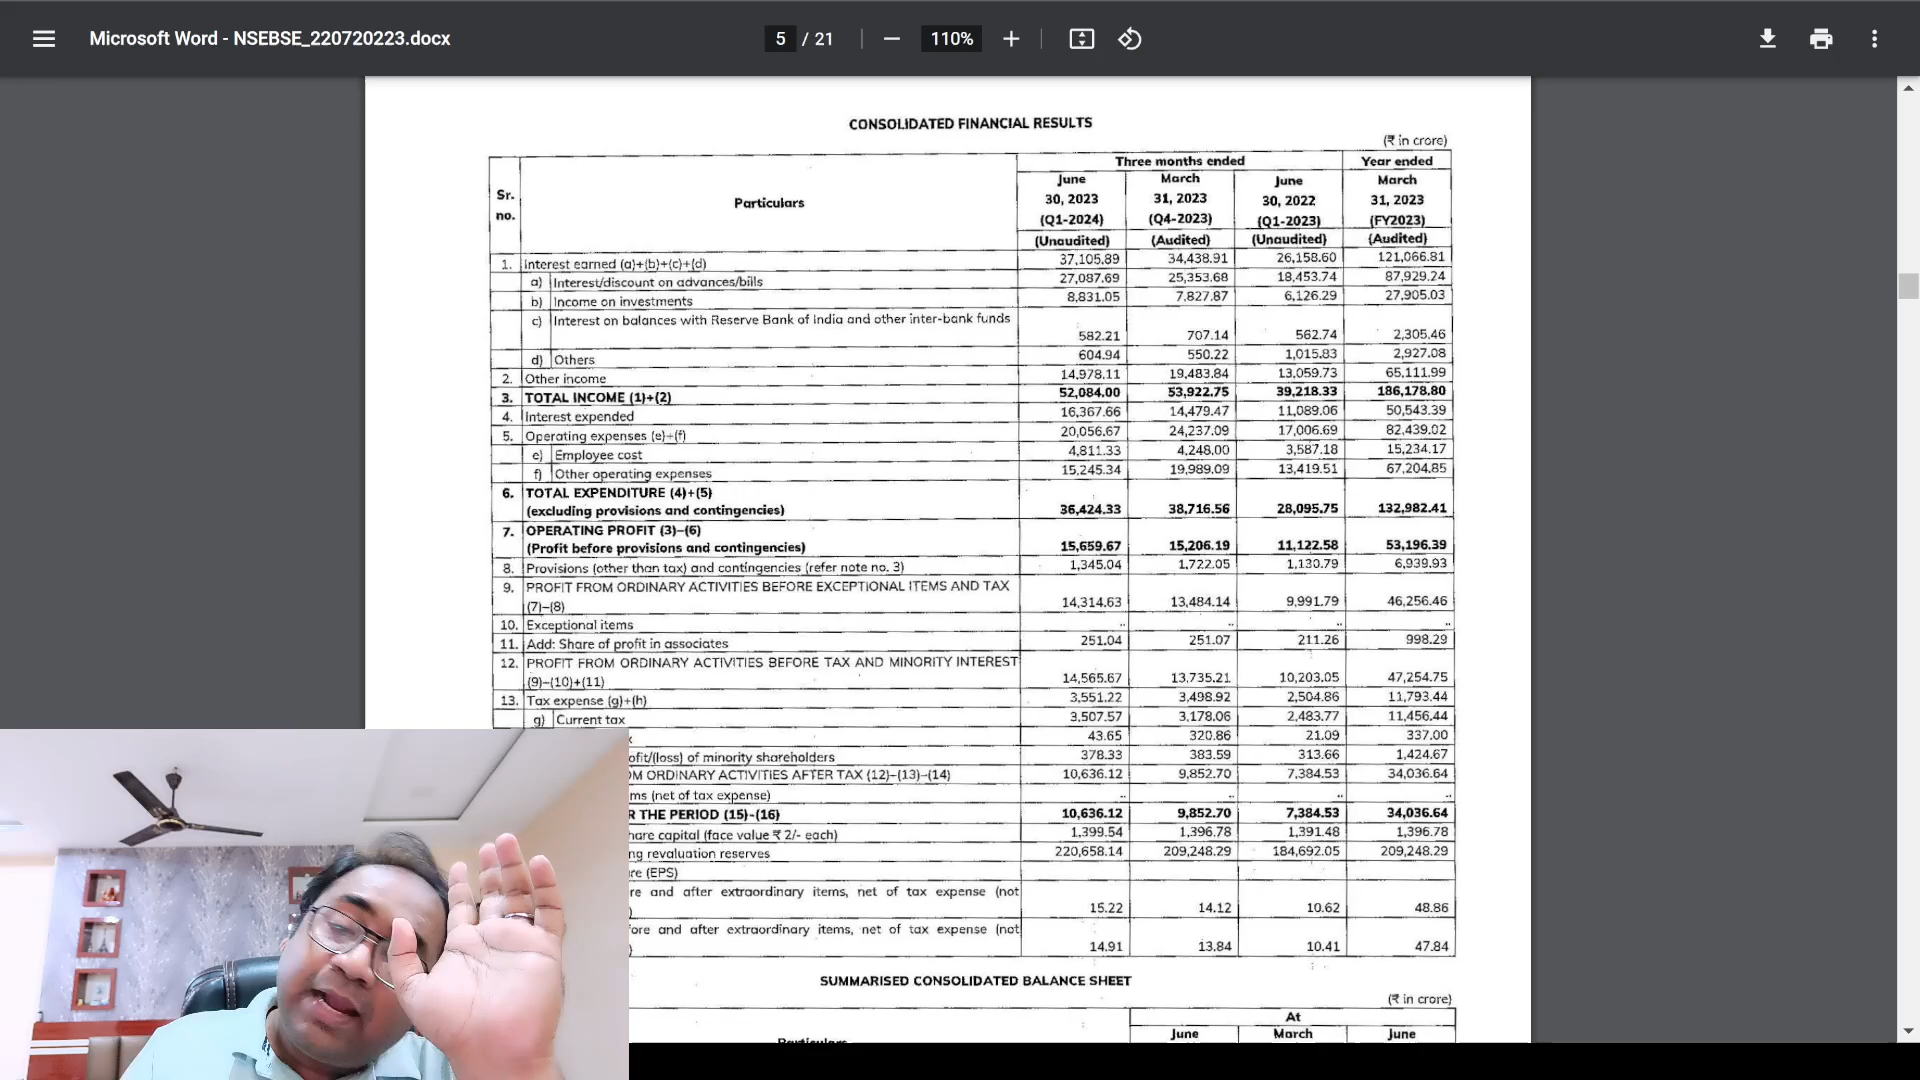 Microsoft Word - NSEBSE_220720223.docx
5 / 21
110%
CONSOLIDATED FINANCIAL RESULTS
(₹ in crore)
Sr. no. Particulars Three months ended Year ended
June 30, 2023 (Q1-2024) March 31, 2023 (Q4-2023) June 30, 2022 (Q1-2023) March 31, 2023 (FY2023)
(Unaudited) (Audited) (Unaudited) (Audited)
1. Interest earned (a)+(b)+(c)+(d) 37,105.89 34,438.91 26,158.60 121,066.81
a) Interest/discount on advances/bills 27,087.69 25,353.68 18,453.74 87,929.24
b) Income on investments 8,831.05 7,827.87 6,126.29 27,905.03
c) Interest on balances with Reserve Bank of India and other inter-bank funds 582.21 707.14 562.74 2,305.46
d) Others 604.94 550.22 1,015.83 2,927.08
2. Other income 14,978.11 19,483.84 13,059.73 65,111.99
3. TOTAL INCOME (1)+(2) 52,084.00 53,922.75 39,218.33 186,178.80
4. Interest expended 16,367.66 14,479.47 11,089.06 50,543.39
5. Operating expenses (e)+(f) 20,056.67 24,237.09 17,006.69 82,439.02
e) Employee cost 4,811.33 4,248.00 3,587.18 15,234.17
f) Other operating expenses 15,245.34 19,989.09 13,419.51 67,204.85
6. TOTAL EXPENDITURE (4)+(5)
(excluding provisions and contingencies) 36,424.33 38,716.56 28,095.75 132,982.41
7. OPERATING PROFIT (3)–(6)
(Profit before provisions and contingencies) 15,659.67 15,206.19 11,122.58 53,196.39
8. Provisions (other than tax) and contingencies (refer note no. 3) 1,345.04 1,722.05 1,130.79 6,939.93
9. PROFIT FROM ORDINARY ACTIVITIES BEFORE EXCEPTIONAL ITEMS AND TAX
(7)–(8) 14,314.63 13,484.14 9,991.79 46,256.46
10. Exceptional items .. .. .. ..
11. Add: Share of profit in associates 251.04 251.07 211.26 998.29
12. PROFIT FROM ORDINARY ACTIVITIES BEFORE TAX AND MINORITY INTEREST
(9)–(10)+(11) 14,565.67 13,735.21 10,203.05 47,254.75
13. Tax expense (g)+(h) 3,551.22 3,498.92 2,504.86 11,793.44
g) Current tax 3,507.57 3,178.06 2,483.77 11,456.44
43.65 320.86 21.09 337.00
ofit/(loss) of minority shareholders 378.33 383.59 313.66 1,424.67
OM ORDINARY ACTIVITIES AFTER TAX (12)–(13)–(14) 10,636.12 9,852.70 7,384.53 34,036.64
ms (net of tax expense) .. .. .. ..
R THE PERIOD (15)-(16) 10,636.12 9,852.70 7,384.53 34,036.64
hare capital (face value ₹ 2/- each) 1,399.54 1,396.78 1,391.48 1,396.78
ng revaluation reserves 220,658.14 209,248.29 184,692.05 209,248.29
re (EPS)
re and after extraordinary items, net of tax expense (not
15.22 14.12 10.62 48.86
ore and after extraordinary items, net of tax expense (not
14.91 13.84 10.41 47.84
SUMMARISED CONSOLIDATED BALANCE SHEET
(₹ in crore)
At
Particulars June March June